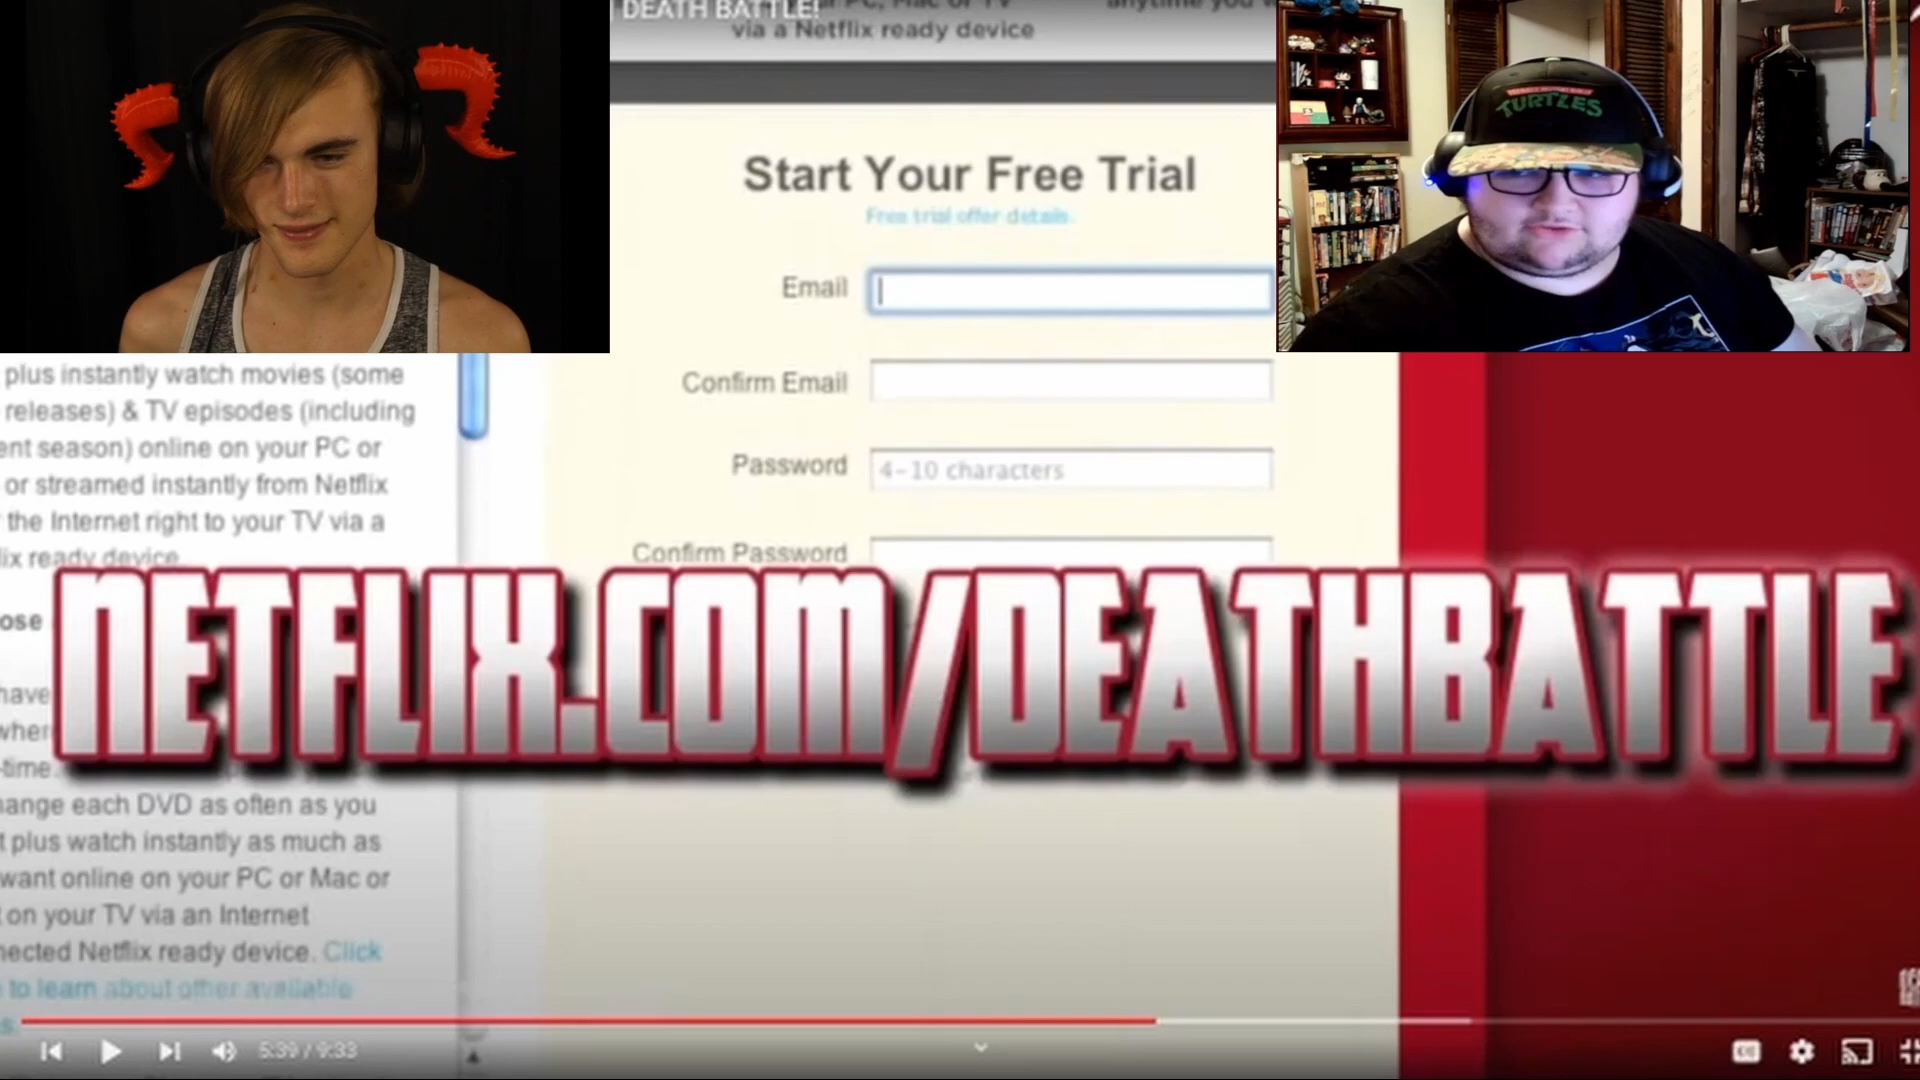 DEATH BATTLE!
via a Netflix ready device
TURTLES
Start Your Free Trial
Free trial offer details.
Email
Confirm Email
Password
4-10 characters
Confirm Password
plus instantly watch movies (some
releases) & TV episodes (including
ent season) online on your PC or
or streamed instantly from Netflix
the Internet right to your TV via a
lix ready device.
ose
have
wher
-time.
hange each DVD as often as you
t plus watch instantly as much as
want online on your PC or Mac or
t on your TV via an Internet
nected Netflix ready device. Click
to learn about other available
s.
NETFLIX.COM/DEATHBATTLE
5:39 / 9:33
CC